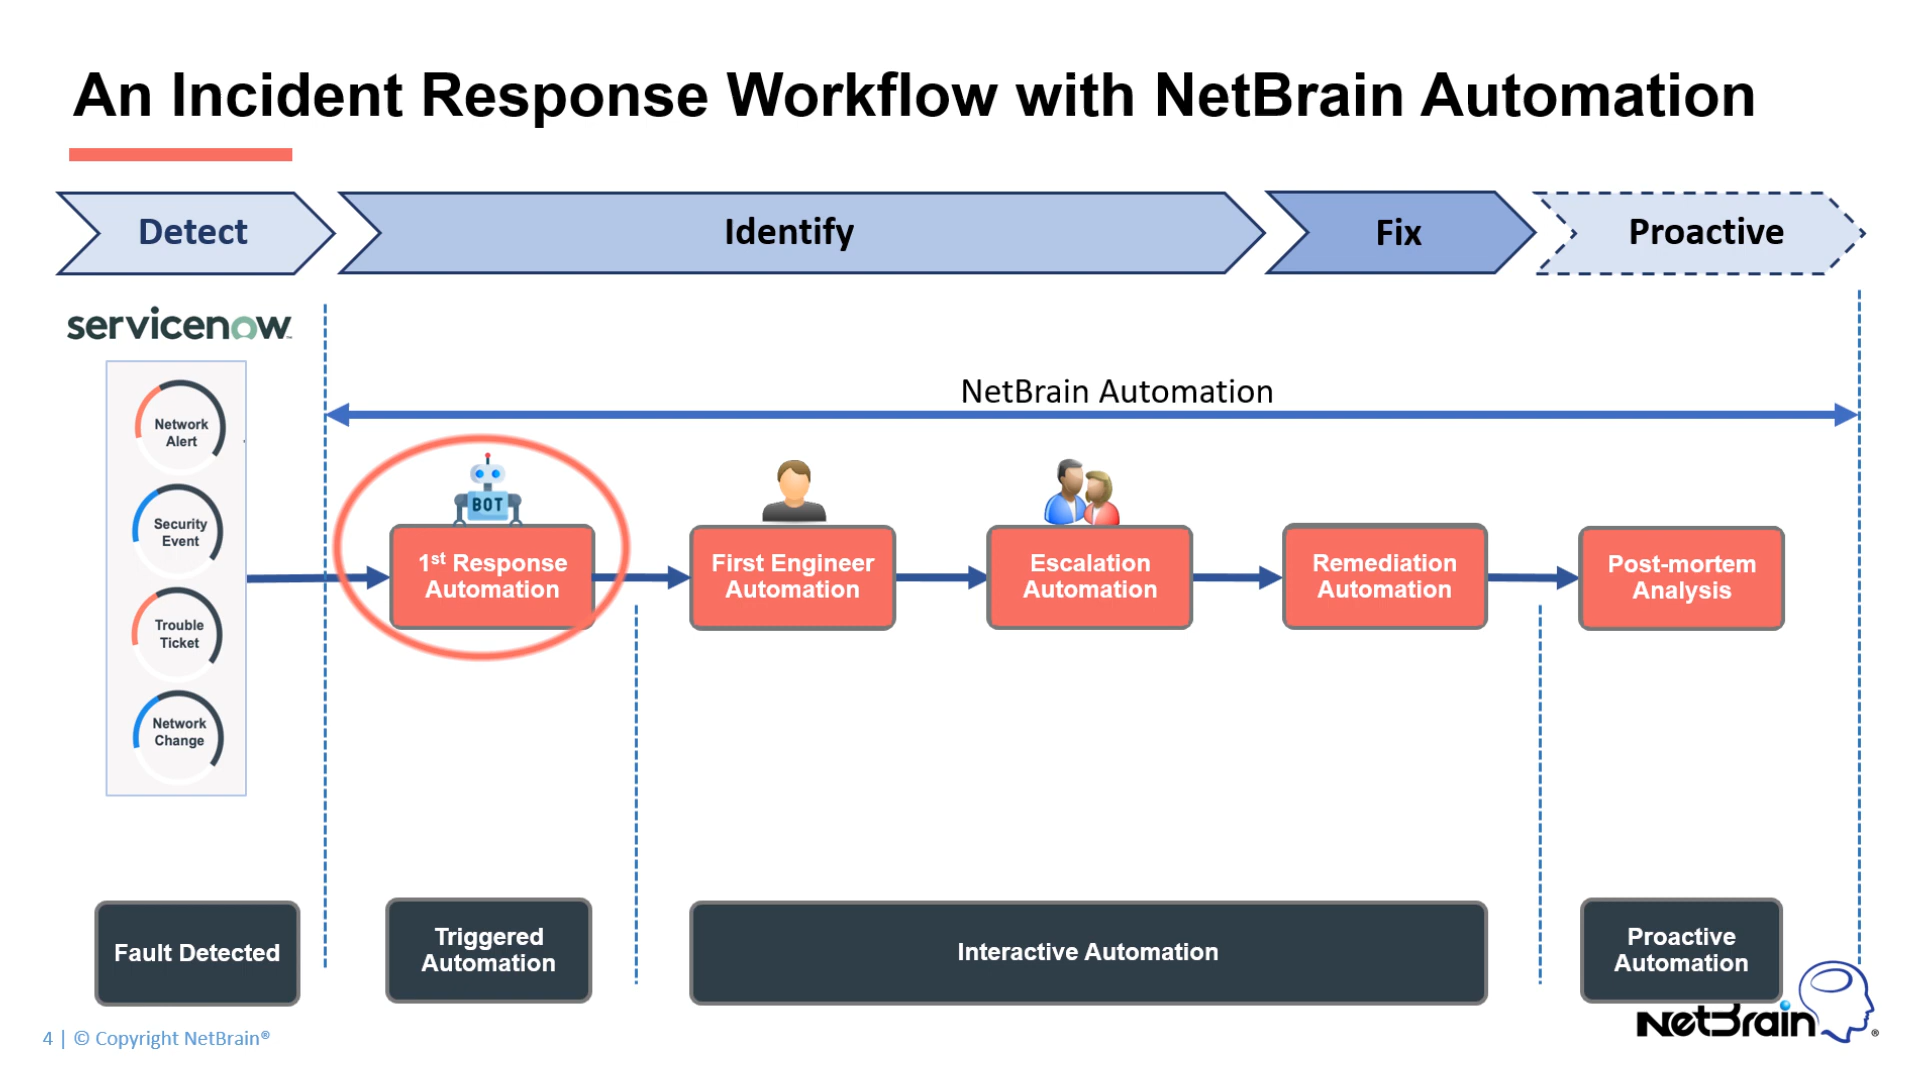 An Incident Response Workflow with NetBrain Automation
Detect
Identify
Fix
Proactive
servicenow™
NetBrain Automation
Network
Alert
Security
Event
Trouble
Ticket
Network
Change
BOT
1st Response
Automation
First Engineer
Automation
Escalation
Automation
Remediation
Automation
Post-mortem
Analysis
Fault Detected
Triggered
Automation
Interactive Automation
Proactive
Automation
4 | © Copyright NetBrain®
NetBrain®